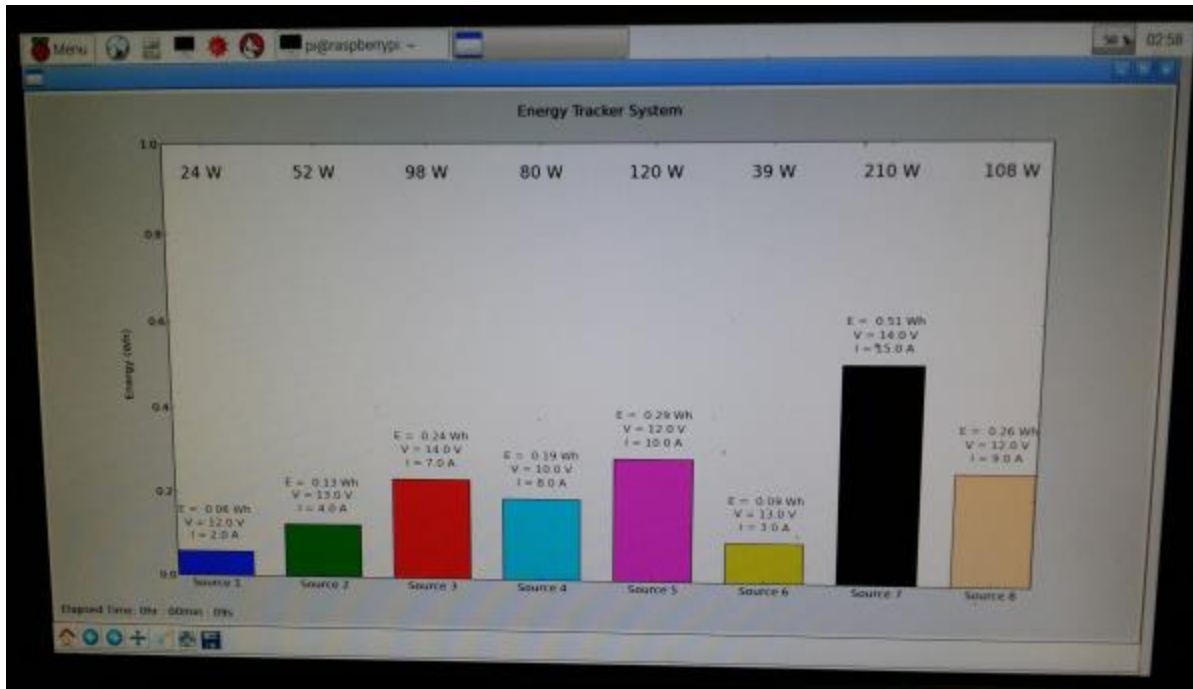 Menu pi@raspberrypi: ~ 02:58
Energy Tracker System
1.0
24 W 52 W 98 W 80 W 120 W 39 W 210 W 108 W
0.8
0.6
0.4
0.2
0.0
Energy (Wh)
E = 0.06 Wh
V = 12.0 V
I = 2.0 A
E = 0.13 Wh
V = 13.0 V
I = 4.0 A
E = 0.24 Wh
V = 14.0 V
I = 7.0 A
E = 0.19 Wh
V = 10.0 V
I = 8.0 A
E = 0.29 Wh
V = 12.0 V
I = 10.0 A
E = 0.09 Wh
V = 13.0 V
I = 3.0 A
E = 0.51 Wh
V = 14.0 V
I = 15.0 A
E = 0.26 Wh
V = 12.0 V
I = 9.0 A
Source 1 Source 2 Source 3 Source 4 Source 5 Source 6 Source 7 Source 8
Elapsed Time: 0hr : 00min : 09s